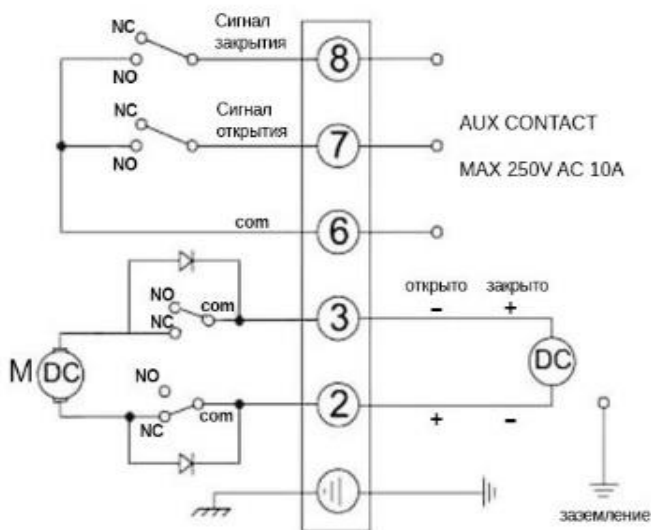 NC
Сигнал
закрытия
8
NO
NC
Сигнал
открытия
7
NO
AUX CONTACT
MAX 250V AC 10A
com
6
NO
com
NC
3
открыто
закрыто
- +
M DC
DC
NO
NC
com
2
+ -
заземление